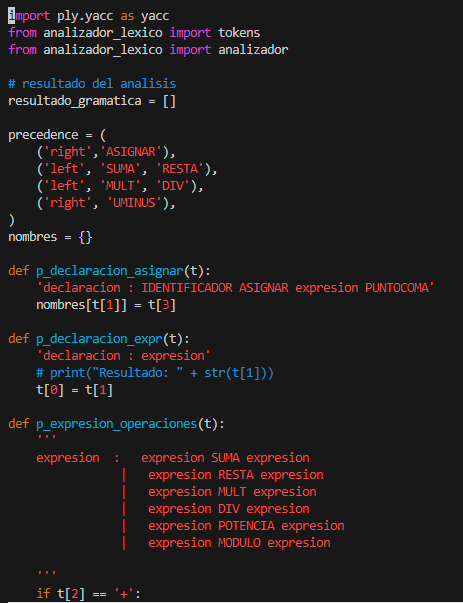 import ply.yacc as yacc
from analizador_lexico import tokens
from analizador_lexico import analizador

# resultado del analisis
resultado_gramatica = []

precedence = (
    ('right','ASIGNAR'),
    ('left', 'SUMA', 'RESTA'),
    ('left', 'MULT', 'DIV'),
    ('right', 'UMINUS'),
)
nombres = {}

def p_declaracion_asignar(t):
    'declaracion : IDENTIFICADOR ASIGNAR expresion PUNTOCOMA'
    nombres[t[1]] = t[3]

def p_declaracion_expr(t):
    'declaracion : expresion'
    # print("Resultado: " + str(t[1]))
    t[0] = t[1]

def p_expresion_operaciones(t):
    '''
    expresion  :   expresion SUMA expresion
                |   expresion RESTA expresion
                |   expresion MULT expresion
                |   expresion DIV expresion
                |   expresion POTENCIA expresion
                |   expresion MODULO expresion

    '''
    if t[2] == '+':